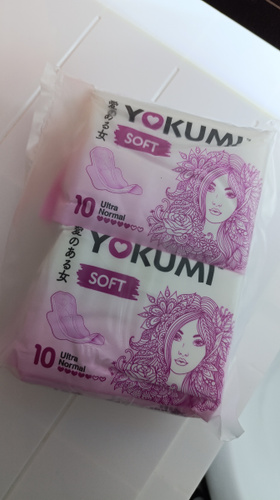 YOKUMI™
SOFT
愛のある女
10 Ultra
Normal
YOKUMI
SOFT
愛のある女
10 Ultra
Normal